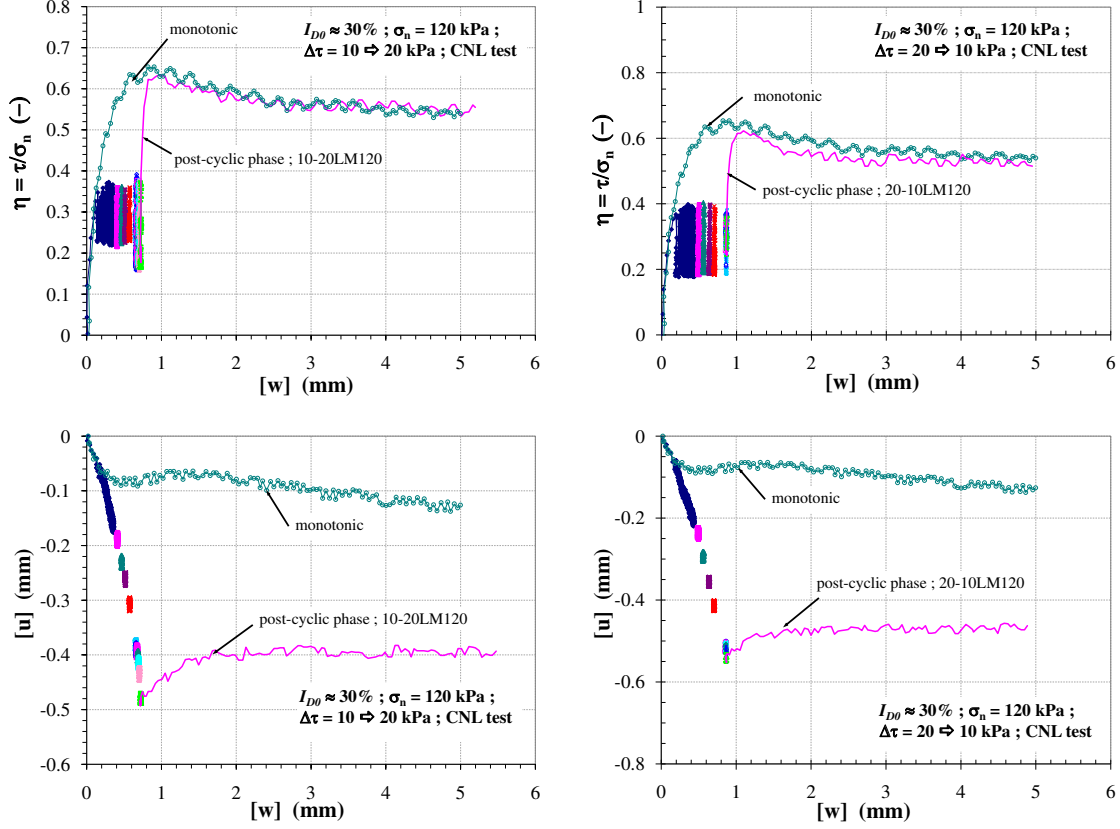 0.8
0.7
0.6
0.5
0.4
0.3
0.2
0.1
0
η = τ/σn (–)
monotonic
ID0 ≈ 30% ; σn = 120 kPa ;
Δτ = 10 ⇨ 20 kPa ; CNL test
post-cyclic phase ; 10-20LM120
0 1 2 3 4 5 6
[w] (mm)
1
0.8
0.6
0.4
0.2
0
η = τ/σn (–)
ID0 ≈ 30% ; σn = 120 kPa ;
Δτ = 20 ⇨ 10 kPa ; CNL test
monotonic
post-cyclic phase ; 20-10LM120
0 1 2 3 4 5 6
[w] (mm)
0
-0.1
-0.2
-0.3
-0.4
-0.5
-0.6
[u] (mm)
monotonic
post-cyclic phase ; 10-20LM120
ID0 ≈ 30% ; σn = 120 kPa ;
Δτ = 10 ⇨ 20 kPa ; CNL test
0 1 2 3 4 5 6
[w] (mm)
0
-0.2
-0.4
-0.6
-0.8
[u] (mm)
monotonic
post-cyclic phase ; 20-10LM120
ID0 ≈ 30% ; σn = 120 kPa ;
Δτ = 20 ⇨ 10 kPa ; CNL test
0 1 2 3 4 5 6
[w] (mm)